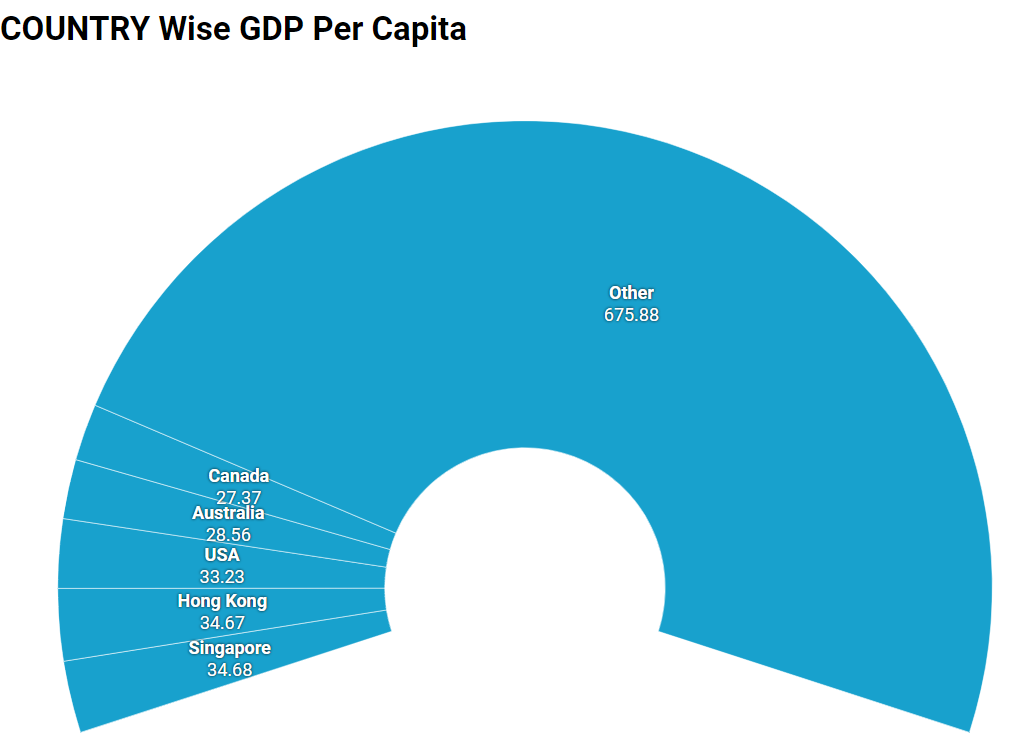 COUNTRY Wise GDP Per Capita
Other
675.88
Canada
27.37
Australia
28.56
USA
33.23
Hong Kong
34.67
Singapore
34.68